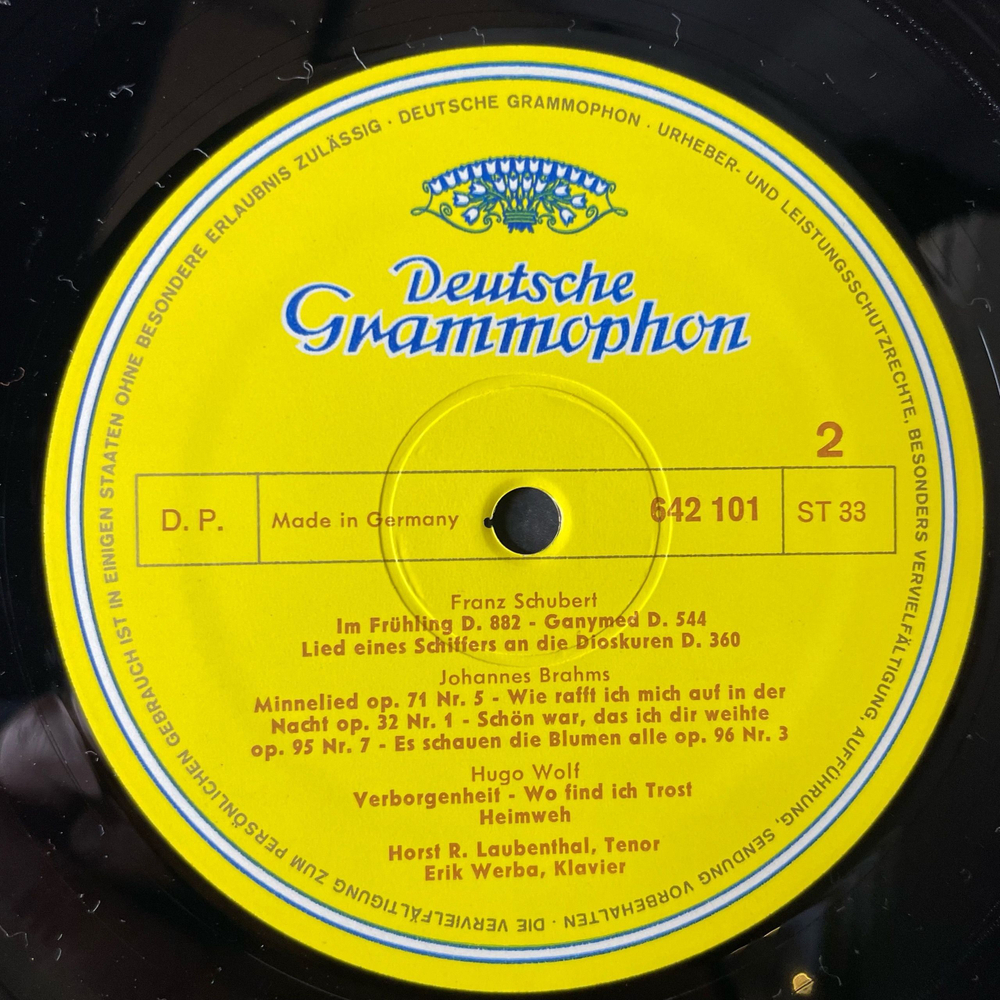 DEUTSCHE GRAMMOPHON · URHEBER- UND LEISTUNGSSCHUTZRECHTE, BESONDERS VERVIELFÄLTIGUNG, AUFFÜHRUNG, SENDUNG VORBEHALTEN · DIE VERVIELFÄLTIGUNG ZUM PERSÖNLICHEN GEBRAUCH IST IN EINIGEN STAATEN OHNE BESONDERE ERLAUBNIS ZULÄSSIG ·
Deutsche
Grammophon
2
D. P. Made in Germany 642 101 ST 33
Franz Schubert
Im Frühling D. 882 - Ganymed D. 544
Lied eines Schiffers an die Dioskuren D. 360
Johannes Brahms
Minnelied op. 71 Nr. 5 - Wie rafft ich mich auf in der
Nacht op. 32 Nr. 1 - Schön war, das ich dir weihte
op. 95 Nr. 7 - Es schauen die Blumen alle op. 96 Nr. 3
Hugo Wolf
Verborgenheit - Wo find ich Trost
Heimweh
Horst R. Laubenthal, Tenor
Erik Werba, Klavier